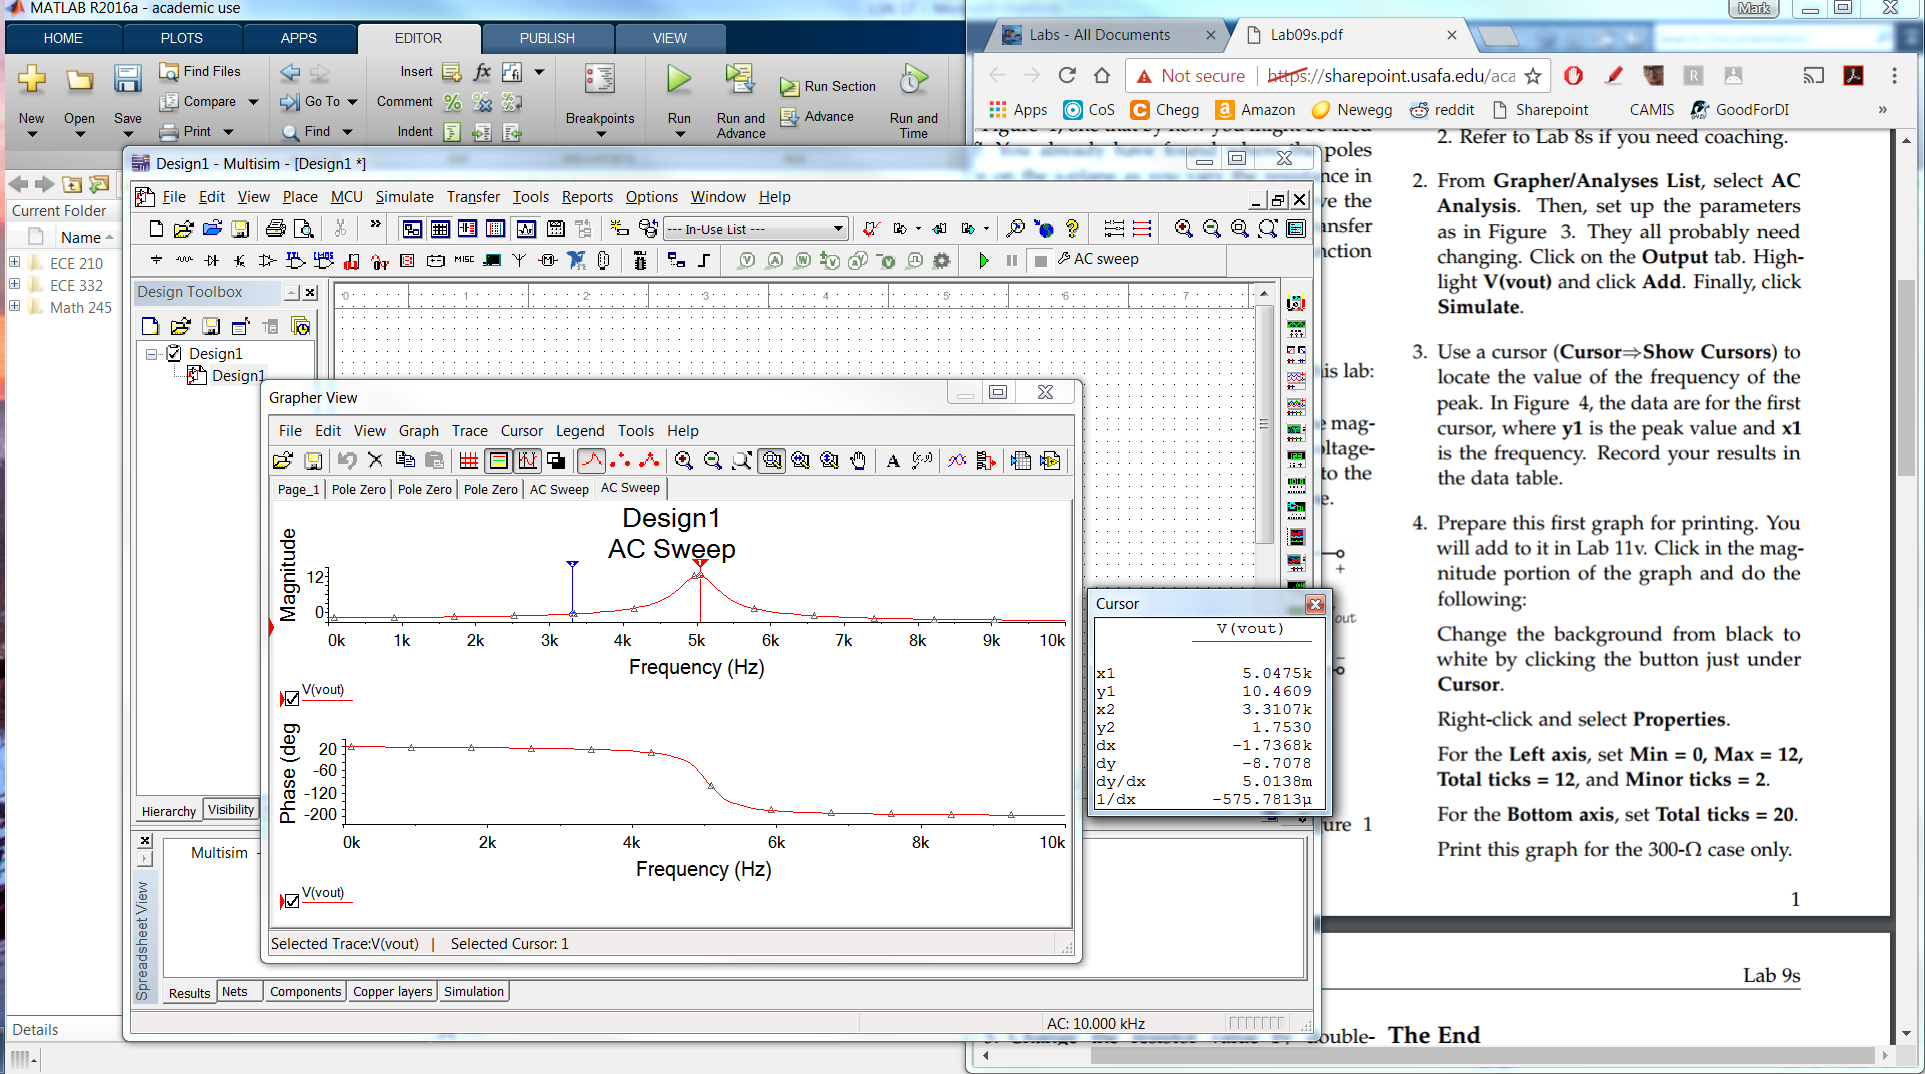 MATLAB R2016a - academic use
HOME PLOTS APPS EDITOR PUBLISH VIEW
New Open Save
Find Files
Compare
Print
Go To
Find
Insert
Comment
Indent
Breakpoints
Run
Run and
Advance
Run Section
Advance
Run and
Time
Current Folder
Name
ECE 210
ECE 332
Math 245
Details
Design1 - Multisim - [Design1 *]
File Edit View Place MCU Simulate Transfer Tools Reports Options Window Help
--- In-Use List ---
MISC
AC sweep
Design Toolbox
Design1
Design1
0 1 2 3 4 5 6 7
Hierarchy Visibility
Grapher View
File Edit View Graph Trace Cursor Legend Tools Help
Page_1 Pole Zero Pole Zero Pole Zero AC Sweep AC Sweep
Design1
AC Sweep
Magnitude
12
0
0k 1k 2k 3k 4k 5k 6k 7k 8k 9k 10k
Frequency (Hz)
V(vout)
Phase (deg
20
-60
-120
-200
0k 2k 4k 6k 8k 10k
Frequency (Hz)
V(vout)
Selected Trace:V(vout) | Selected Cursor: 1
Cursor
V(vout)
x1 5.0475k
y1 10.4609
x2 3.3107k
y2 1.7530
dx -1.7368k
dy -8.7078
dy/dx 5.0138m
1/dx -575.7813µ
Spreadsheet View
Multisim -
Results Nets Components Copper layers Simulation
AC: 10.000 kHz
Mark
Labs - All Documents
Lab09s.pdf
Not secure | https://sharepoint.usafa.edu/aca
Apps CoS Chegg Amazon Newegg reddit Sharepoint CAMIS GoodForDI »
poles
nce in
ve the
ansfer
nction
is lab:
e mag-
oltage-
to the
e.
+
out
−
ure 1
2. Refer to Lab 8s if you need coaching.
2. From Grapher/Analyses List, select AC
Analysis. Then, set up the parameters
as in Figure 3. They all probably need
changing. Click on the Output tab. High-
light V(vout) and click Add. Finally, click
Simulate.
3. Use a cursor (Cursor⇒Show Cursors) to
locate the value of the frequency of the
peak. In Figure 4, the data are for the first
cursor, where y1 is the peak value and x1
is the frequency. Record your results in
the data table.
4. Prepare this first graph for printing. You
will add to it in Lab 11v. Click in the mag-
nitude portion of the graph and do the
following:
Change the background from black to
white by clicking the button just under
Cursor.
Right-click and select Properties.
For the Left axis, set Min = 0, Max = 12,
Total ticks = 12, and Minor ticks = 2.
For the Bottom axis, set Total ticks = 20.
Print this graph for the 300-Ω case only.
1
Lab 9s
ouble-
The End